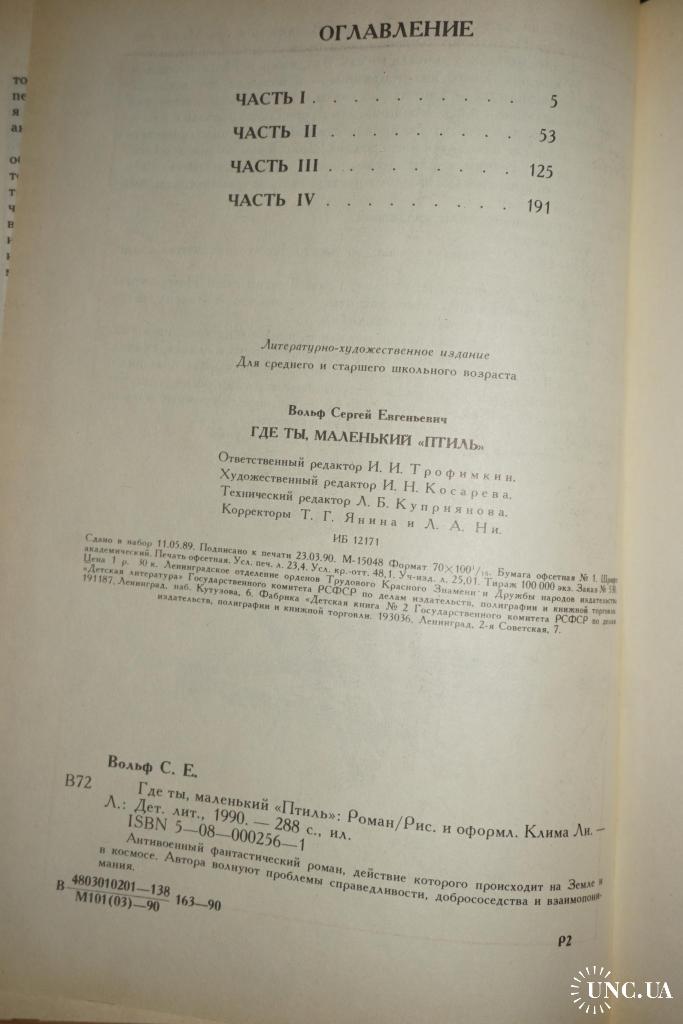 ОГЛАВЛЕНИЕ
ЧАСТЬ I . . . . . . . . . . 5
ЧАСТЬ II . . . . . . . . . 53
ЧАСТЬ III . . . . . . . . . 125
ЧАСТЬ IV . . . . . . . . . 191
Литературно-художественное издание
Для среднего и старшего школьного возраста
Вольф Сергей Евгеньевич
ГДЕ ТЫ, МАЛЕНЬКИЙ «ПТИЛЬ»
Ответственный редактор И. И. Трофимкин.
Художественный редактор И. Н. Косарева.
Технический редактор Л. Б. Куприянова.
Корректоры Т. Г. Янина и Л. А. Ни.
ИБ 12171
Сдано в набор 11.05.89. Подписано к печати 23.03.90. М-15048 Формат 70×100¹/₁₆. Бумага офсетная № 1. Шрифт
академический. Печать офсетная. Усл. печ. л. 23,4. Усл. кр.-отт. 48,1. Уч-изд. л. 25,01. Тираж 100 000 экз. Заказ №
Цена 1 р. 30 к. Ленинградское отделение орденов Трудового Красного Знамени и Дружбы народов издательства
«Детская литература» Государственного комитета РСФСР по делам издательств, полиграфии и книжной торговли.
191187, Ленинград, наб. Кутузова, 6. Фабрика «Детская книга» № 2 Государственного комитета РСФСР по делам
издательств, полиграфии и книжной торговли. 193036, Ленинград, 2-я Советская, 7.
Вольф С. Е.
В72 Где ты, маленький «Птиль»: Роман/Рис. и оформл. Клима Ли. —
Л.: Дет. лит., 1990. — 288 с., ил.
ISBN 5—08—000256—1
Антивоенный фантастический роман, действие которого происходит на Земле и
в космосе. Автора волнуют проблемы справедливости, добрососедства и взаимопони-
мания.
В 4803010201—138 163—90
М101(03)—90
Р2
UNC.UA